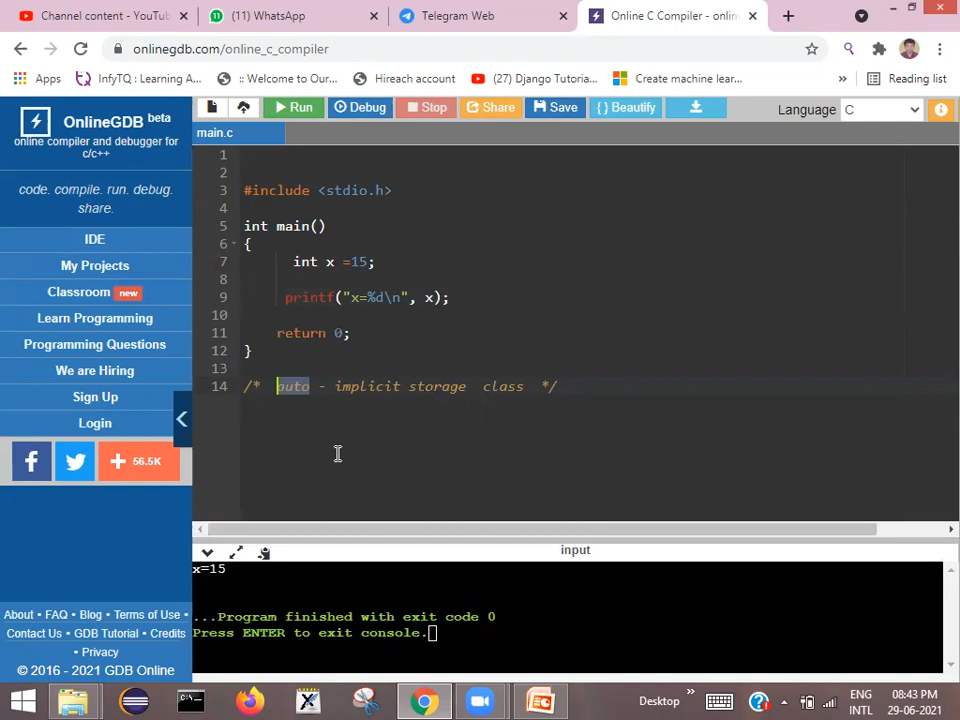 Channel content - YouTu
(11) WhatsApp
Telegram Web
Online C Compiler - onlin
onlinegdb.com/online_c_compiler
Apps
InfyTQ : Learning A...
:: Welcome to Our...
Hireach account
(27) Django Tutoria...
Create machine lear...
»
Reading list
OnlineGDB beta
online compiler and debugger for
c/c++
code. compile. run. debug.
share.
IDE
My Projects
Classroom new
Learn Programming
Programming Questions
We are Hiring
Sign Up
Login
+ 56.5K
About • FAQ • Blog • Terms of Use •
Contact Us • GDB Tutorial • Credits
• Privacy
© 2016 - 2021 GDB Online
Run
Debug
Stop
Share
Save
{ } Beautify
Language C
main.c
1
2
3 #include <stdio.h>
4
5 int main()
6 {
7 int x =15;
8
9 printf("x=%d\n", x);
10
11 return 0;
12 }
13
14 /* auto - implicit storage class */
input
x=15
...Program finished with exit code 0
Press ENTER to exit console.
Desktop
»
ENG
INTL
08:43 PM
29-06-2021